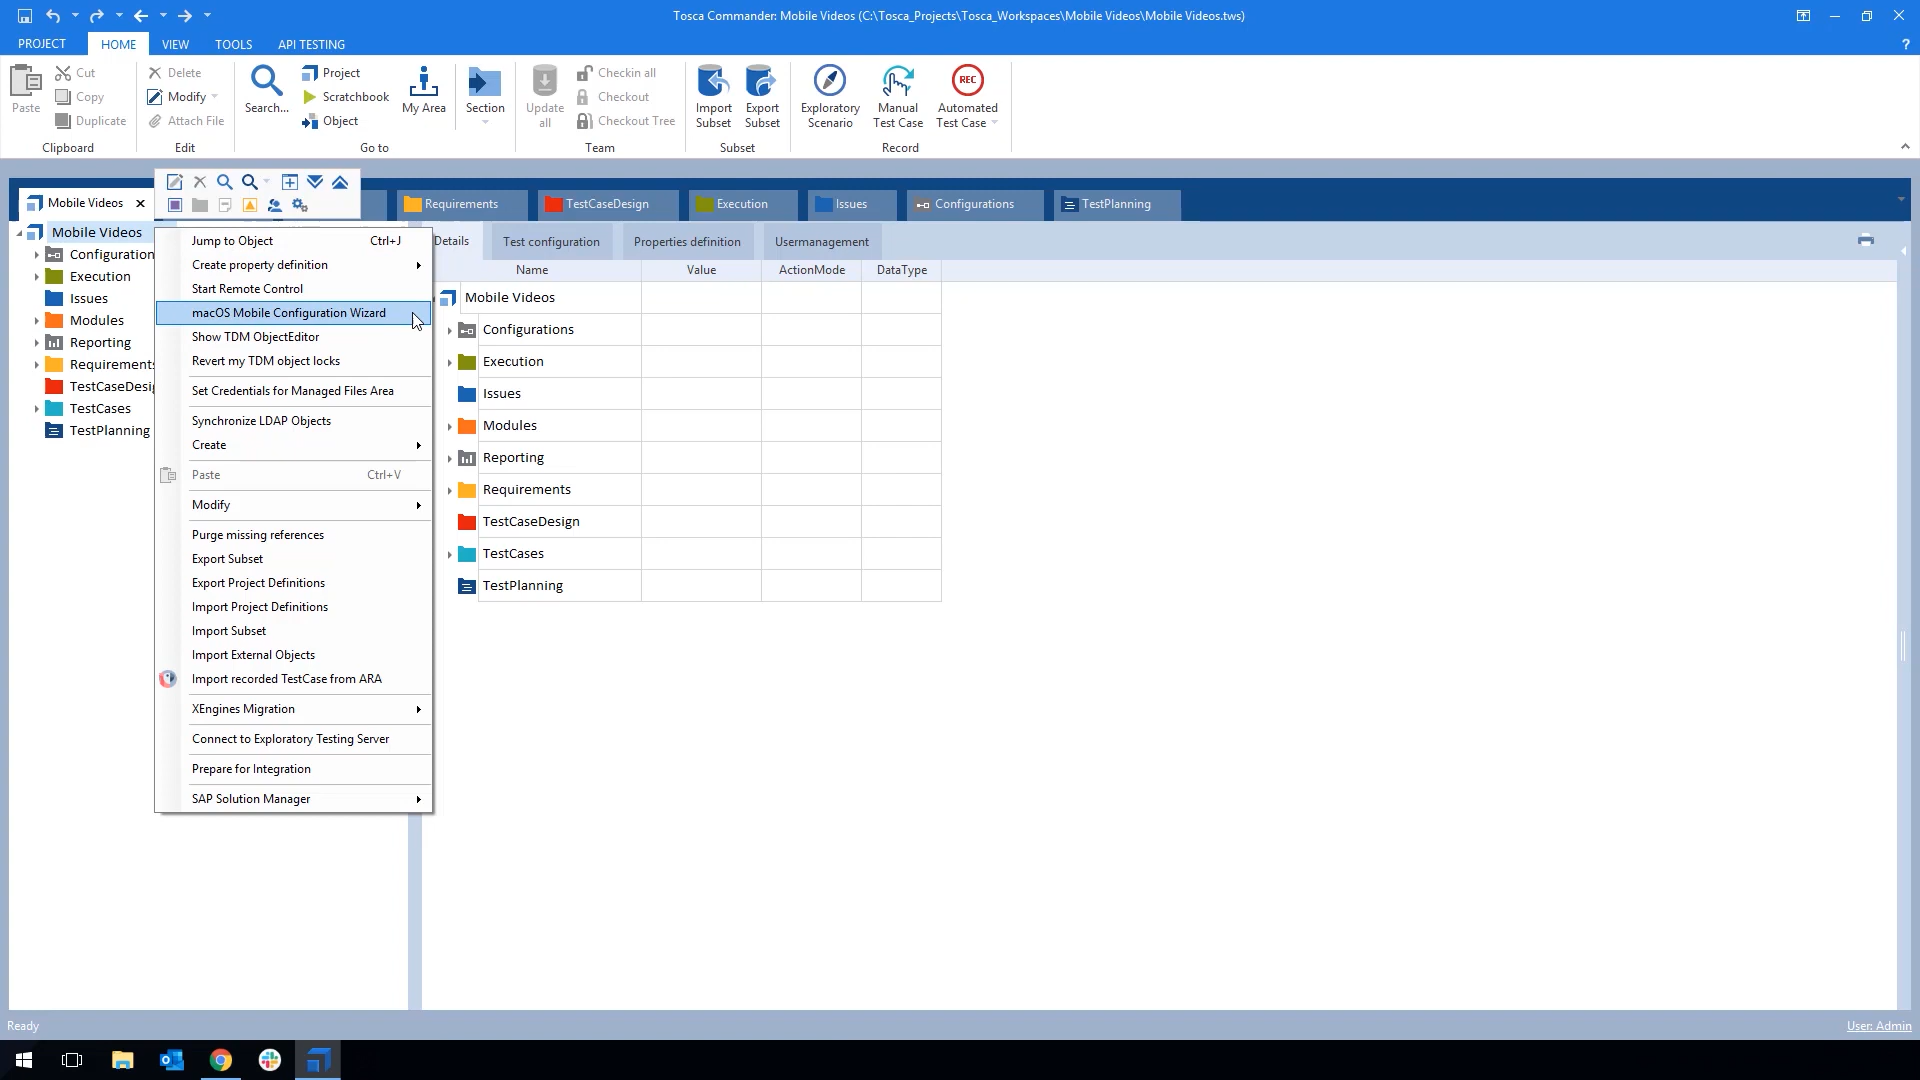 Tosca Commander: Mobile Videos (C:\Tosca_Projects\Tosca_Workspaces\Mobile Videos\Mobile Videos.tws)
PROJECT HOME VIEW TOOLS API TESTING ?
Paste Cut Copy Duplicate
Clipboard
Delete Modify Attach File
Edit
Search... Project Scratchbook Object My Area Section
Go to
Update all Checkin all Checkout Checkout Tree
Team
Import Subset Export Subset
Subset
Exploratory Scenario Manual Test Case REC Automated Test Case
Record
Mobile Videos Requirements TestCaseDesign Execution Issues Configurations TestPlanning
Mobile Videos
Configuration
Execution
Issues
Modules
Reporting
Requirements
TestCaseDesi
TestCases
TestPlanning
Jump to Object Ctrl+J
Create property definition
Start Remote Control
macOS Mobile Configuration Wizard
Show TDM ObjectEditor
Revert my TDM object locks
Set Credentials for Managed Files Area
Synchronize LDAP Objects
Create
Paste Ctrl+V
Modify
Purge missing references
Export Subset
Export Project Definitions
Import Project Definitions
Import Subset
Import External Objects
Import recorded TestCase from ARA
XEngines Migration
Connect to Exploratory Testing Server
Prepare for Integration
SAP Solution Manager
Details Test configuration Properties definition Usermanagement
Name Value ActionMode DataType
Mobile Videos
Configurations
Execution
Issues
Modules
Reporting
Requirements
TestCaseDesign
TestCases
TestPlanning
Ready User: Admin